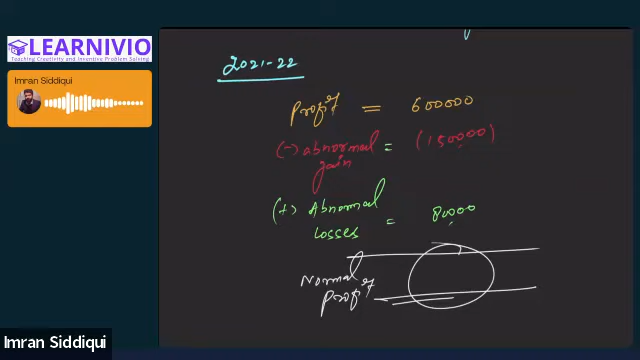 LEARNIVIO
Teaching Creativity and Inventive Problem Solving
Imran Siddiqui
2021-22
Profit = 600000
(-) abnormal gain = (150000)
(+) Abnormal Losses = 80000
Normal Profit
Imran Siddiqui